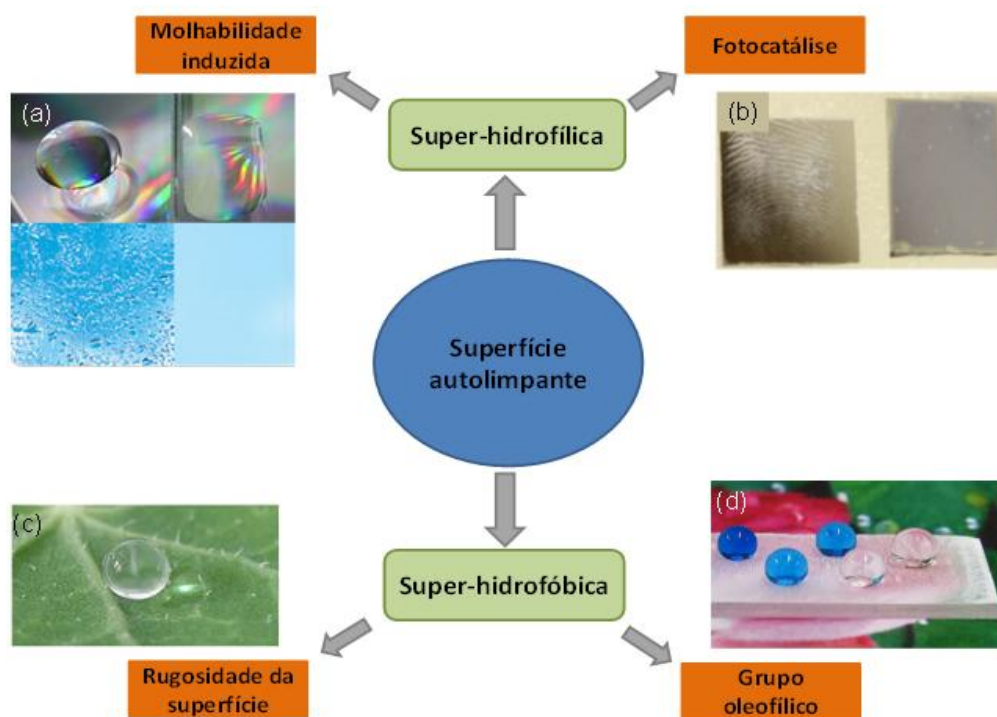 Molhabilidade
induzida
Fotocatálise
(a)
Super-hidrofílica
(b)
Superfície
autolimpante
(c)
(d)
Super-hidrofóbica
Rugosidade da
superfície
Grupo
oleofílico